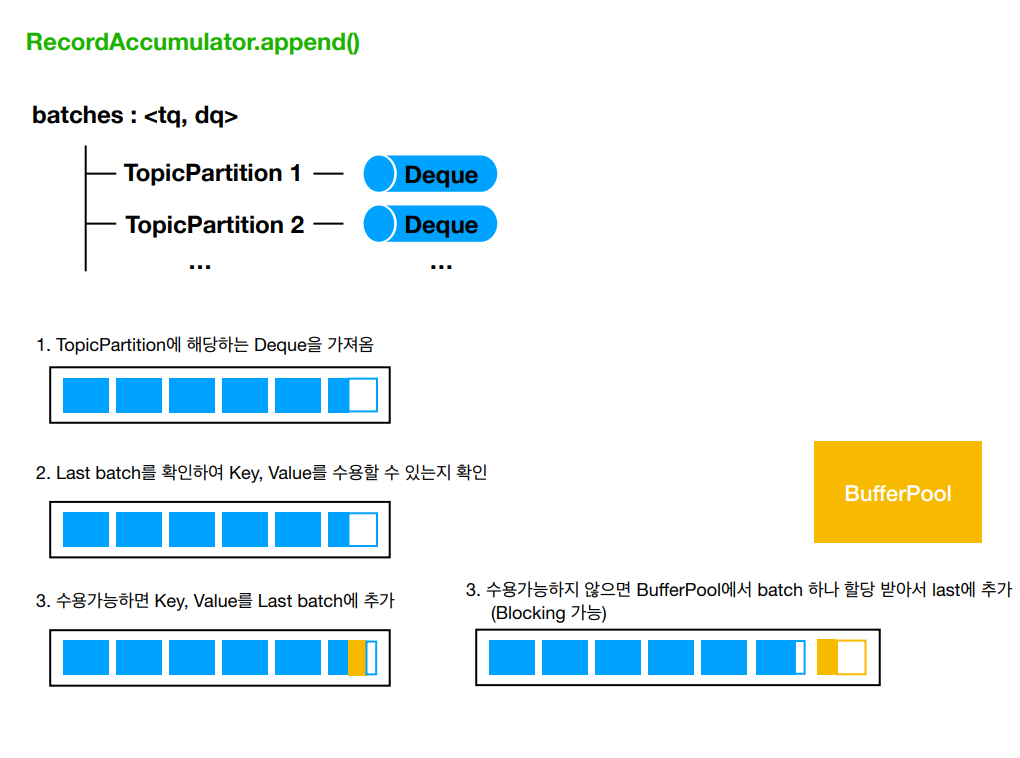 RecordAccumulator.append()
batches : <tq, dq>
TopicPartition 1
Deque
TopicPartition 2
Deque
...
...
1. TopicPartition에 해당하는 Deque을 가져옴
2. Last batch를 확인하여 Key, Value를 수용할 수 있는지 확인
BufferPool
3. 수용가능하면 Key, Value를 Last batch에 추가
3. 수용가능하지 않으면 BufferPool에서 batch 하나 할당 받아서 last에 추가
(Blocking 가능)